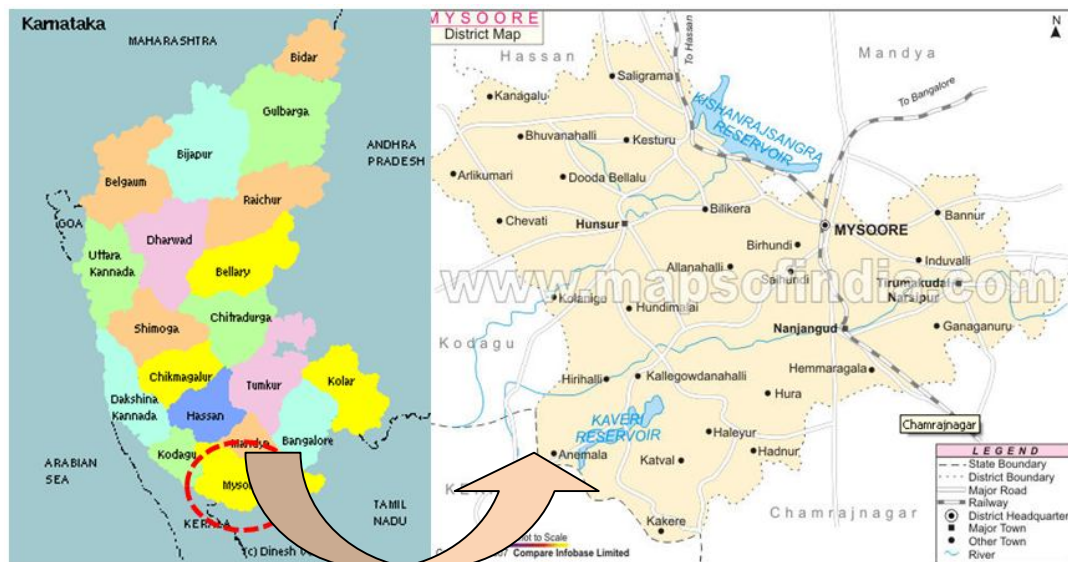 Karnataka
MAHARASHTRA
Bidar
Gulbarga
Bijapur
ANDHRA
PRADESH
Belgaum
Raichur
GOA
Dharwad
Uttara
Kannada
Bellary
Chitradurga
Shimoga
Chikmagalur
Tumkur
Kolar
Dakshina
Kannada
Hassan
Bangalore
Kodagu
ARABIAN
SEA
TAMIL
NADU
KERALA
(c) Dinesh
MYSOORE
District Map
Hassan
To Hassan
Mandya
N
Saligrama
Kanagalu
KISHANRAJSANGRA
RESERVOIR
To Bangalore
Bhuvanahalli
Kesturu
Arlikumari
Dooda Bellalu
Chevati
Hunsur
Bilikera
Bannur
MYSOORE
Birhundi
Allanahalli
Saihundi
Induvalli
www.mapsofindia.com
Tirumakudal
Narsipur
Kolanige
Hundimalai
Kodagu
Nanjangud
Ganaganuru
Hirihalli
Kallegowdanahalli
Hemmaragala
Hura
KAVERI
RESERVOIR
Chamrajnagar
Haleyur
Anemala
Katval
Hadnur
Kakere
Chamrajnagar
LEGEND
State Boundary
District Boundary
Major Road
Railway
District Headquarter
Major Town
Other Town
River
to Scale
Compare Infobase Limited